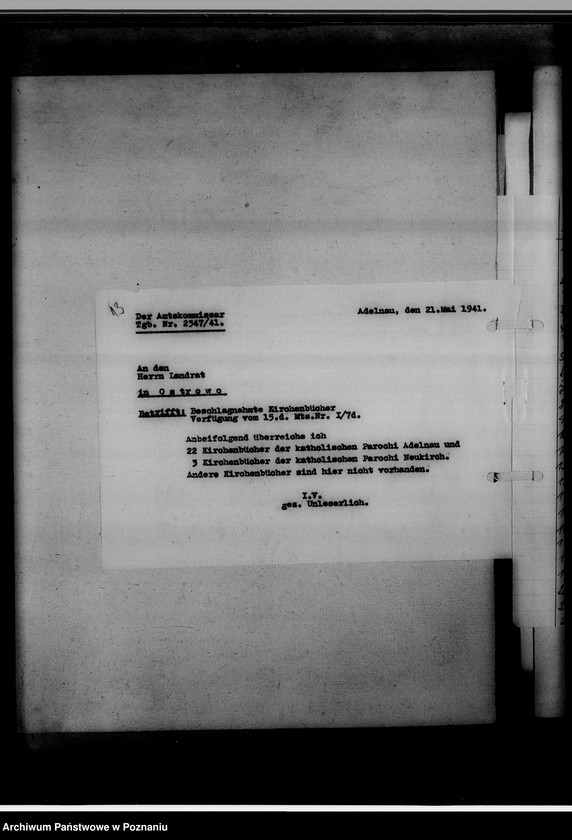 Der Amtskommissar
Tgb. Nr. 2347/41.
Adelnau, den 21.Mai 1941.
An den
Herrn Landrat
in Ostrowo
Betrifft: Beschlagnahmte Kirchenbücher
Verfügung vom 15.d. Mts.Nr. I/7d.
Anbeifolgend überreiche ich
22 Kirchenbücher der katholischen Parochi Adelnau und
3 Kirchenbücher der katholischen Parochi Neukirch.
Andere Kirchenbücher sind hier nicht vorhanden.
I.V.
gez. Unleserlich.
Archiwum Państwowe w Poznaniu